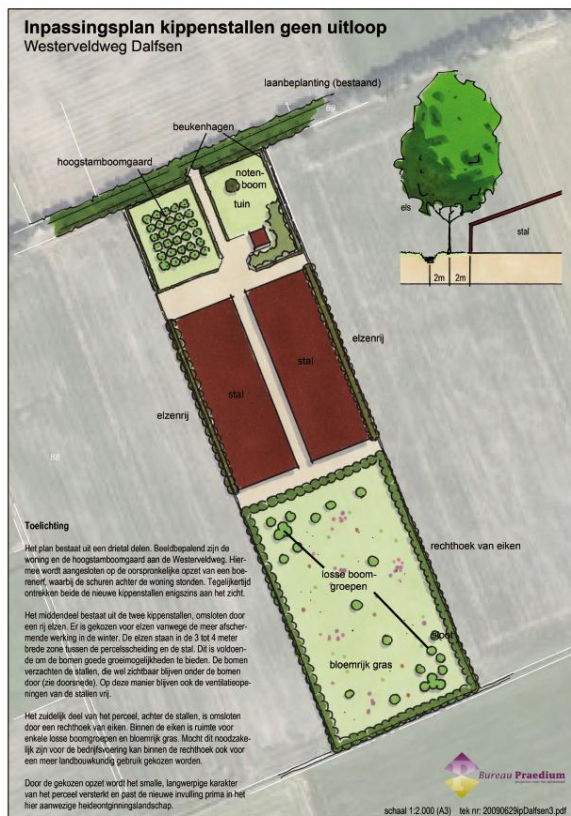 Inpassingsplan kippenstallen geen uitloop
Westerveldweg Dalfsen
laanbeplanting (bestaand)
beukenhagen
hoogstamboomgaard
noten-
boom
tuin
els
stal
2m
2m
elzenrij
stal
stal
elzenrij
rechthoek van eiken
losse boom-
groepen
sloot
bloemrijk gras
Toelichting
Het plan bestaat uit een drietal delen. Beeldbepalend zijn de
woning en de hoogstamboomgaard aan de Westerveldweg. Hier-
mee wordt aangesloten op de oorspronkelijke opzet van een boe-
renerf, waarbij de schuren achter de woning stonden. Tegelijkertijd
ontrekken beide de nieuwe kippenstallen enigszins aan het zicht.
Het middendeel bestaat uit de twee kippenstallen, omsloten door
een rij elzen. Er is gekozen voor elzen vanwege de meer afscher-
mende werking in de winter. De elzen staan in de 3 tot 4 meter
brede zone tussen de percelsscheiding en de stal. Dit is voldoen-
de om de bomen goede groeimogelijkheden te bieden. De bomen
verzachten de stallen, die wel zichtbaar blijven onder de bomen
door (zie doorsnede). Op deze manier blijven ook de ventilatieope-
ningen van de stallen vrij.
Het zuidelijk deel van het perceel, achter de stallen, is omsloten
door een rechthoek van eiken. Binnen de eiken is ruimte voor
enkele losse boomgroepen en bloemrijk gras. Mocht dit noodzake-
lijk zijn voor de bedrijfsvoering kan binnen de rechthoek ook voor
een meer landbouwkundig gebruik gekozen worden.
Door de gekozen opzet wordt het smalle, langwerpige karakter
van het perceel versterkt en past de nieuwe invulling prima in het
hier aanwezige heideontginningslandschap.
Bureau Praedium
schaal 1:2.000 (A3) tek nr: 20090629ipDalfsen3.pdf